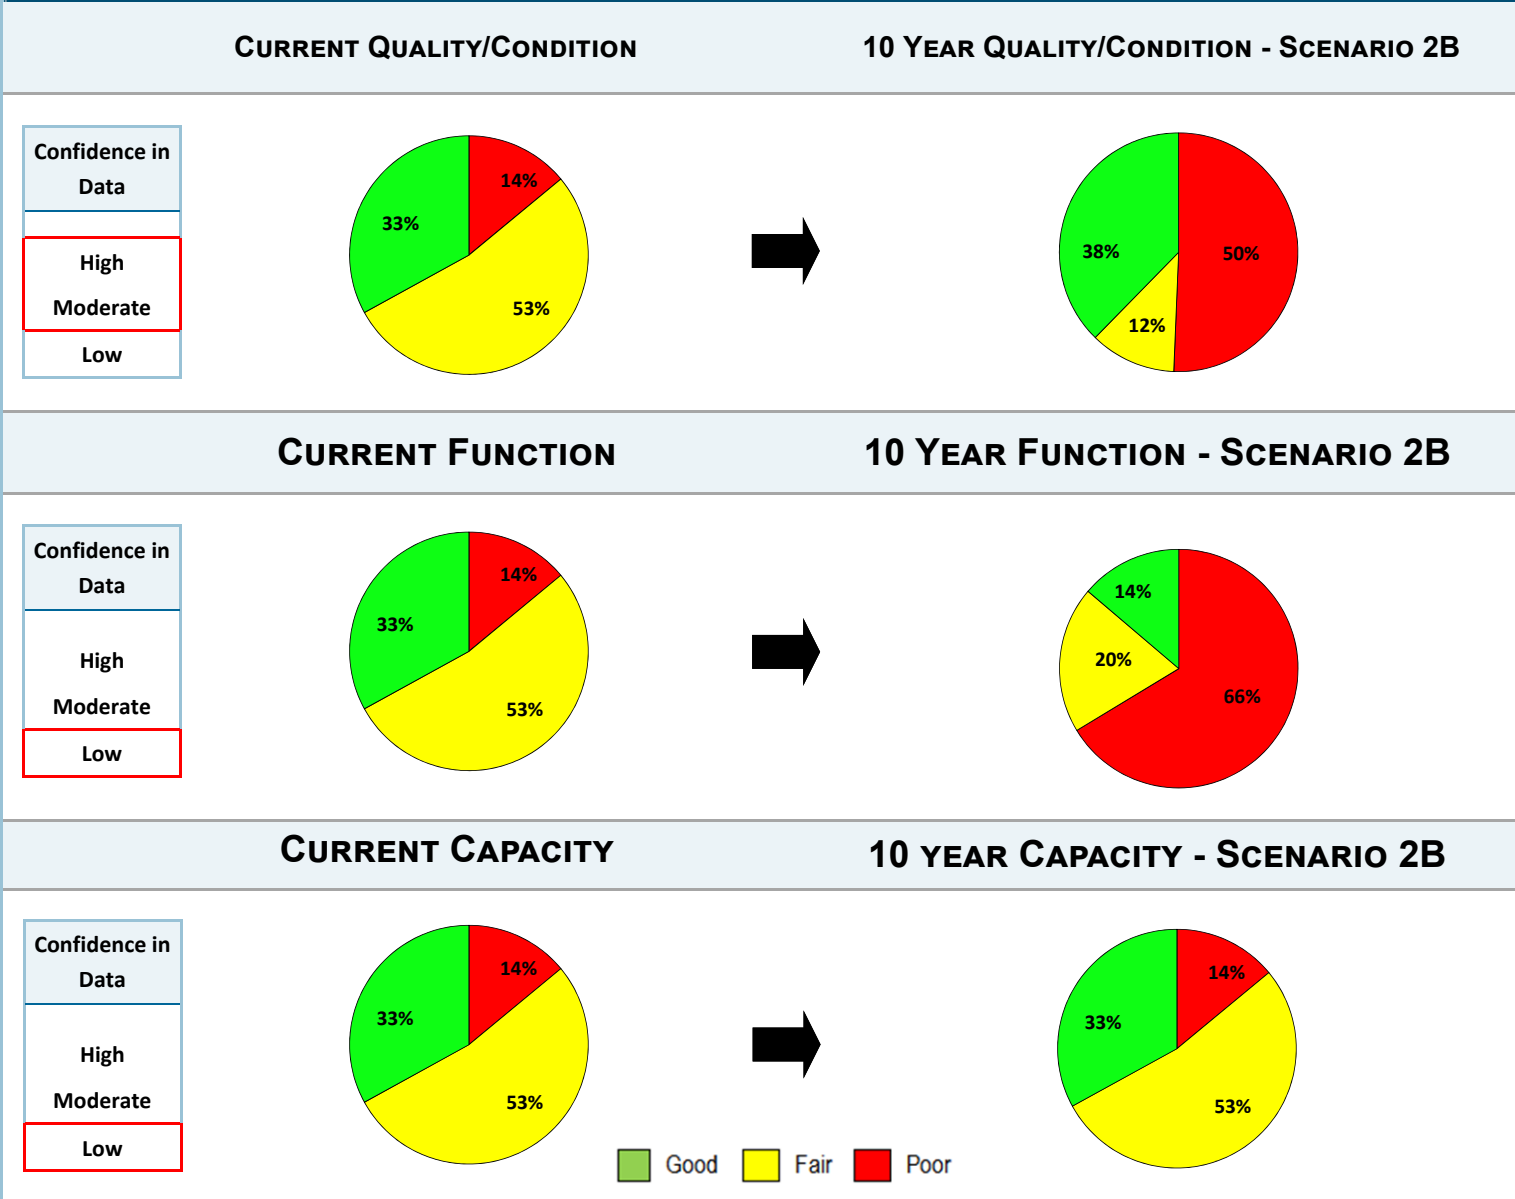 Current Quality/Condition
10 Year Quality/Condition - Scenario 2B
Confidence in
Data
High
Moderate
Low
14%
33%
53%
38%
50%
12%
Current Function
10 Year Function - Scenario 2B
Confidence in
Data
High
Moderate
Low
14%
33%
53%
14%
20%
66%
Current Capacity
10 year Capacity - Scenario 2B
Confidence in
Data
High
Moderate
Low
14%
33%
53%
14%
33%
53%
Good Fair Poor